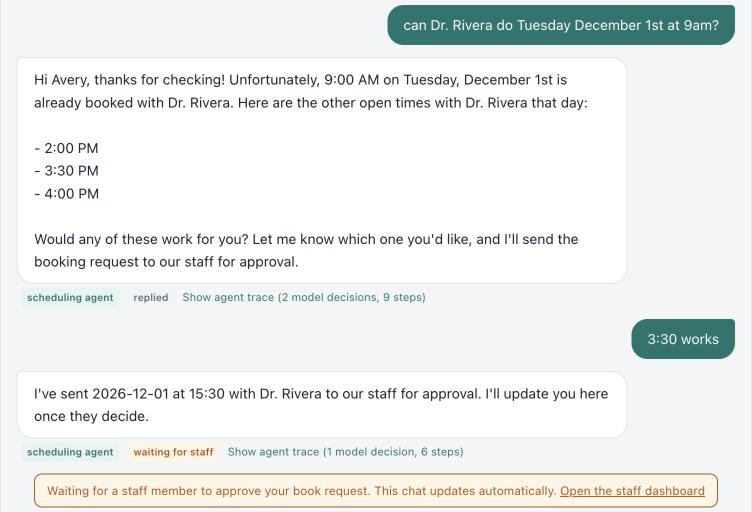 can Dr. Rivera do Tuesday December 1st at 9am?
Hi Avery, thanks for checking! Unfortunately, 9:00 AM on Tuesday, December 1st is
already booked with Dr. Rivera. Here are the other open times with Dr. Rivera that day:
- 2:00 PM
- 3:30 PM
- 4:00 PM
Would any of these work for you? Let me know which one you'd like, and I'll send the
booking request to our staff for approval.
scheduling agent replied Show agent trace (2 model decisions, 9 steps)
3:30 works
I've sent 2026-12-01 at 15:30 with Dr. Rivera to our staff for approval. I'll update you here
once they decide.
scheduling agent waiting for staff Show agent trace (1 model decision, 6 steps)
Waiting for a staff member to approve your book request. This chat updates automatically. Open the staff dashboard